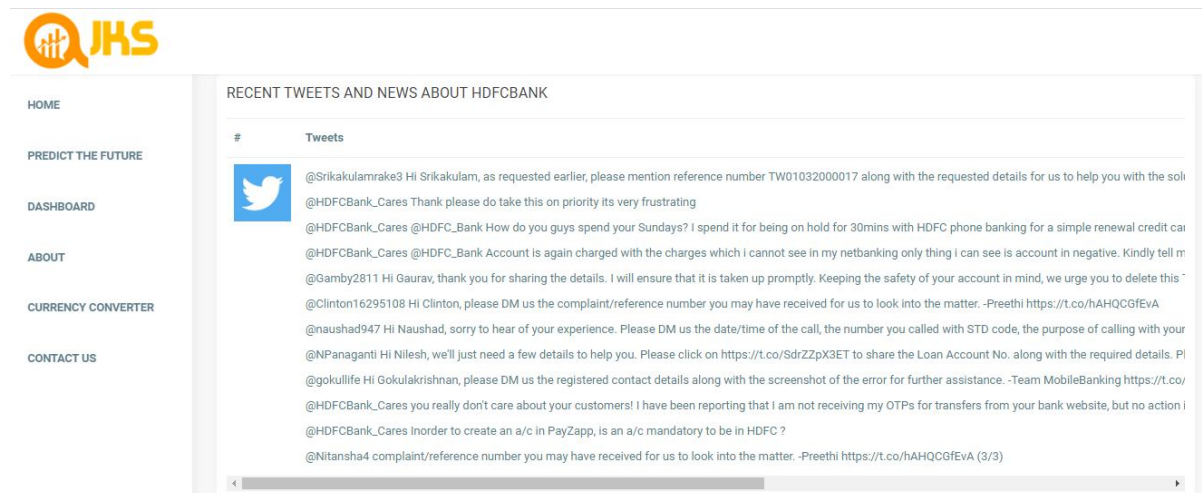 JKS
HOME
PREDICT THE FUTURE
DASHBOARD
ABOUT
CURRENCY CONVERTER
CONTACT US
RECENT TWEETS AND NEWS ABOUT HDFCBANK
# Tweets
@Srikakulamrake3 Hi Srikakulam, as requested earlier, please mention reference number TW01032000017 along with the requested details for us to help you with the
@HDFCBank_Cares Thank please do take this on priority its very frustrating
@HDFCBank_Cares @HDFC_Bank How do you guys spend your Sundays? I spend it for being on hold for 30mins with HDFC phone banking for a simple renewal credit
@HDFCBank_Cares @HDFC_Bank Account is again charged with the charges which i cannot see in my netbanking only thing i can see is account in negative. Kindly tell
@Gamby2811 Hi Gaurav, thank you for sharing the details. I will ensure that it is taken up promptly. Keeping the safety of your account in mind, we urge you to delete this
@Clinton16295108 Hi Clinton, please DM us the complaint/reference number you may have received for us to look into the matter. -Preethi https://t.co/hAHQCGfEvA
@naushad947 Hi Naushad, sorry to hear of your experience. Please DM us the date/time of the call, the number you called with STD code, the purpose of calling with your
@NPanaganti Hi Nilesh, we'll just need a few details to help you. Please click on https://t.co/SdrZZpX3ET to share the Loan Account No. along with the required details.
@gokullife Hi Gokulakrishnan, please DM us the registered contact details along with the screenshot of the error for further assistance. -Team MobileBanking https://t.co/
@HDFCBank_Cares you really don't care about your customers! I have been reporting that I am not receiving my OTPs for transfers from your bank website, but no action
@HDFCBank_Cares Inorder to create an a/c in PayZapp, is an a/c mandatory to be in HDFC ?
@Nitansha4 complaint/reference number you may have received for us to look into the matter. -Preethi https://t.co/hAHQCGfEvA (3/3)